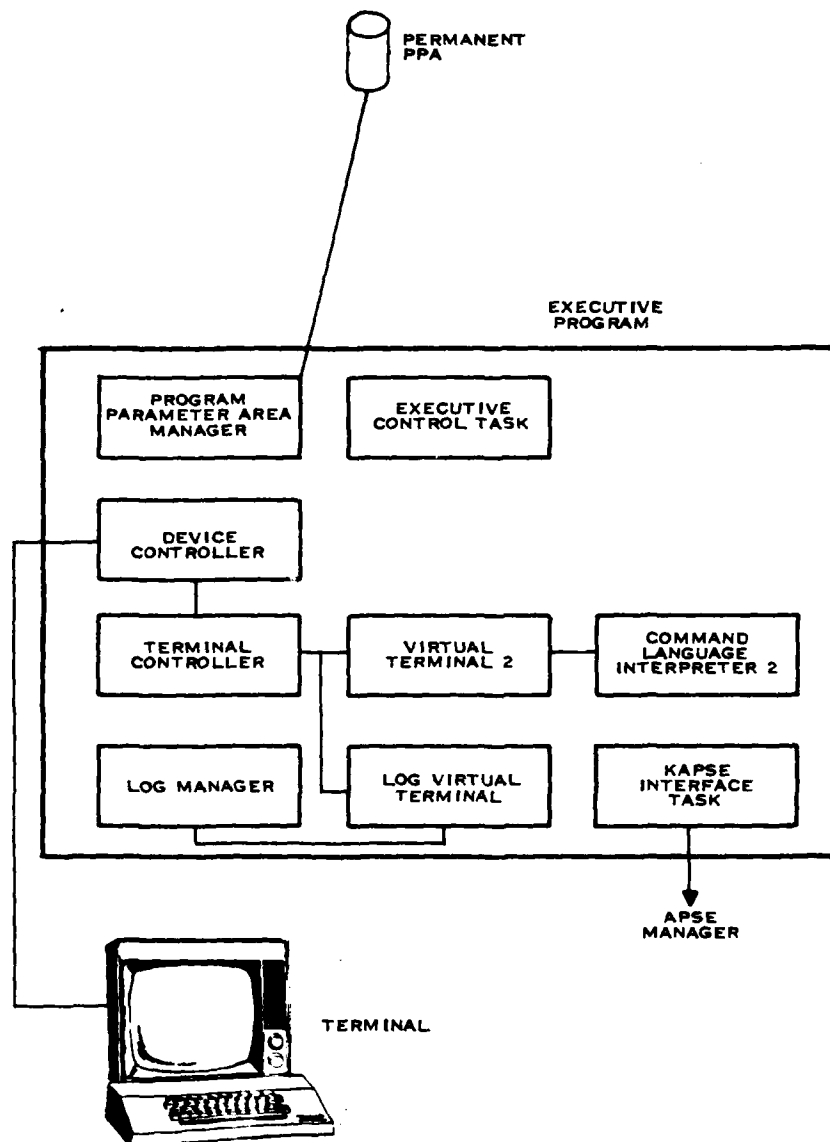 PERMANENT
PPA
EXECUTIVE
PROGRAM
PROGRAM
PARAMETER AREA
MANAGER
EXECUTIVE
CONTROL TASK
DEVICE
CONTROLLER
TERMINAL
CONTROLLER
VIRTUAL
TERMINAL 2
COMMAND
LANGUAGE
INTERPRETER 2
LOG MANAGER
LOG VIRTUAL
TERMINAL
KAPSE
INTERFACE
TASK
APSE
MANAGER
TERMINAL